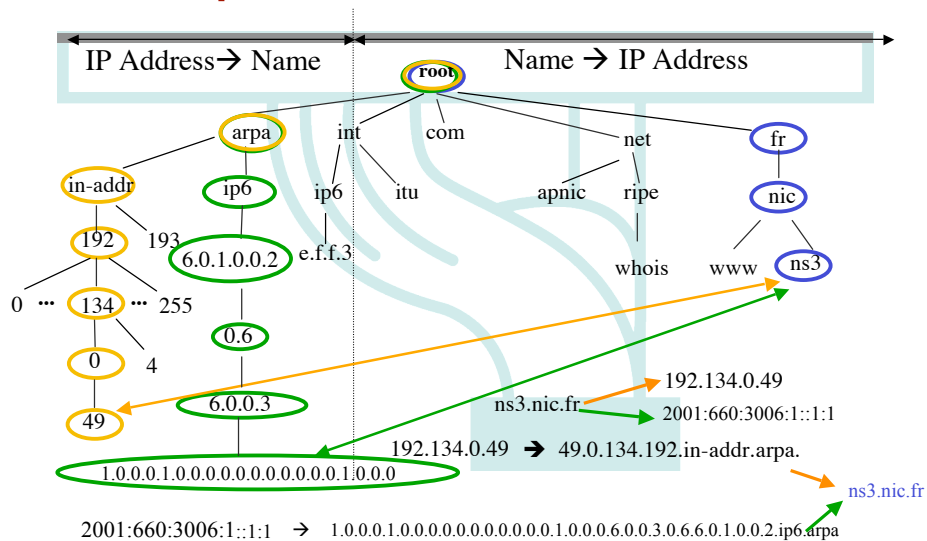 IP Address→ Name
Name → IP Address
root
arpa
int
com
net
fr
in-addr
ip6
ip6
itu
apnic
ripe
nic
192
193
6.0.1.0.0.2
e.f.f.3
whois
www
ns3
0 ••• 134 ••• 255
0.6
0
4
6.0.0.3
49
192.134.0.49
ns3.nic.fr
2001:660:3006:1::1:1
192.134.0.49 → 49.0.134.192.in-addr.arpa.
1.0.0.0.1.0.0.0.0.0.0.0.0.0.0.0.1.0.0.0
ns3.nic.fr
2001:660:3006:1::1:1 → 1.0.0.0.1.0.0.0.0.0.0.0.0.0.0.0.1.0.0.0.6.0.0.3.0.6.6.0.1.0.0.2.ip6.arpa